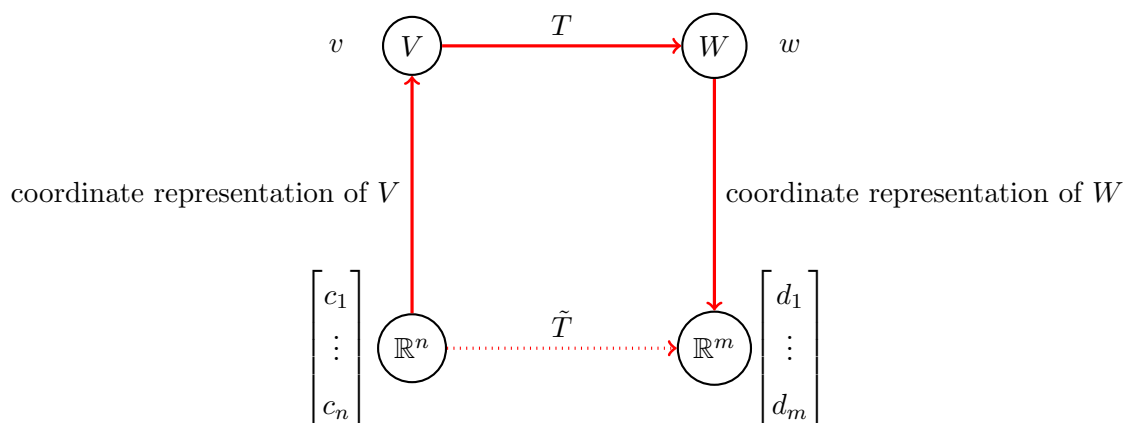 T
v V W w
coordinate representation of V
coordinate representation of W
[c₁ ⋮ cₙ]
ℝⁿ
T̃
ℝᵐ
[d₁ ⋮ dₘ]